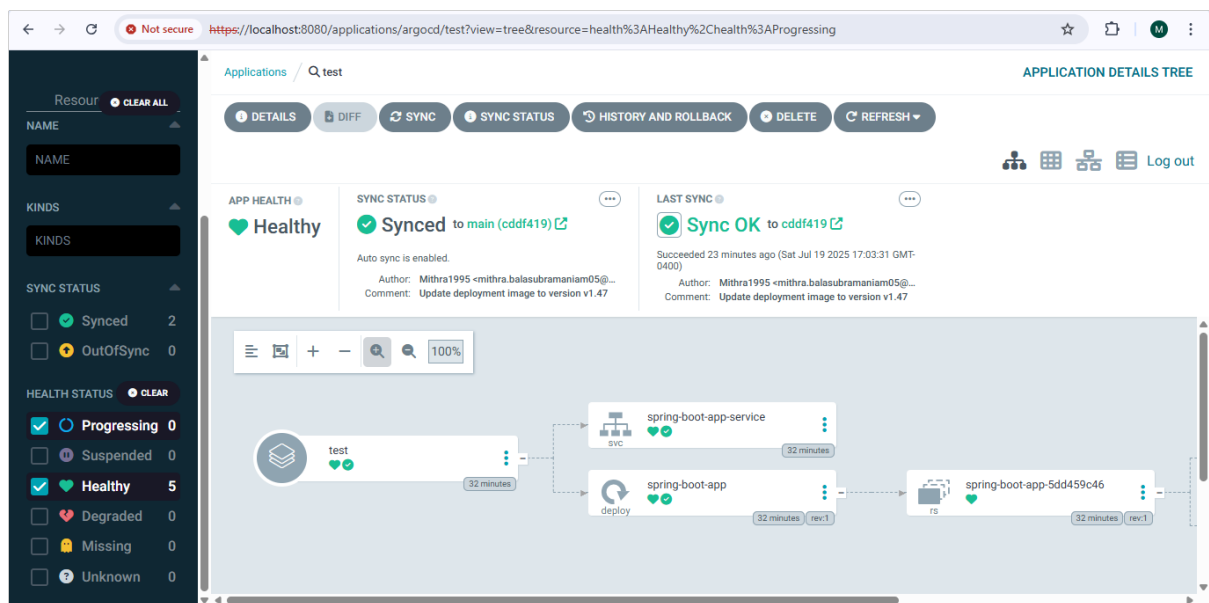 Not secure https://localhost:8080/applications/argocd/test?view=tree&resource=health%3AHealthy%2Chealth%3AProgressing M
Applications / test APPLICATION DETAILS TREE
Resour CLEAR ALL
NAME
NAME
KINDS
KINDS
SYNC STATUS
Synced 2
OutOfSync 0
HEALTH STATUS CLEAR
Progressing 0
Suspended 0
Healthy 5
Degraded 0
Missing 0
Unknown 0
DETAILS DIFF SYNC SYNC STATUS HISTORY AND ROLLBACK DELETE REFRESH
Log out
APP HEALTH
Healthy
SYNC STATUS
Synced to main (cddf419)
Auto sync is enabled.
Author: Mithra1995 <mithra.balasubramaniam05@...
Comment: Update deployment image to version v1.47
LAST SYNC
Sync OK to cddf419
Succeeded 23 minutes ago (Sat Jul 19 2025 17:03:31 GMT-
0400)
Author: Mithra1995 <mithra.balasubramaniam05@...
Comment: Update deployment image to version v1.47
100%
test
32 minutes
spring-boot-app-service
svc
32 minutes
spring-boot-app
deploy
32 minutes rev:1
spring-boot-app-5dd459c46
rs
32 minutes rev:1